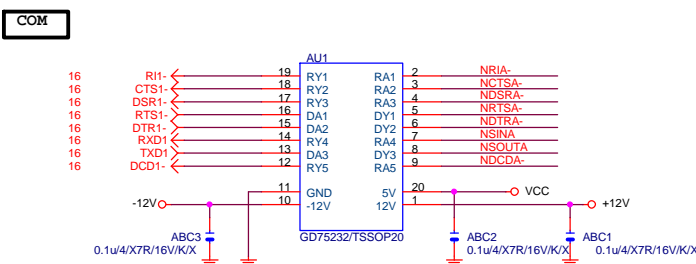 COM
AU1
16 RI1- 19 RY1 RA1 2 NRIA-
16 CTS1- 18 RY2 RA2 3 NCTSA-
16 DSR1- 17 RY3 RA3 4 NDSRA-
16 RTS1- 16 DA1 DY1 5 NRTSA-
16 DTR1- 15 DA2 DY2 6 NDTRA-
16 RXD1 14 RY4 RA4 7 NSINA
16 TXD1 13 DA3 DY3 8 NSOUTA
16 DCD1- 12 RY5 RA5 9 NDCDA-
11 GND 5V 20 VCC
-12V 10 -12V 12V 1 +12V
ABC3 GD75232/TSSOP20 ABC2 ABC1
0.1u/4/X7R/16V/K/X 0.1u/4/X7R/16V/K/X 0.1u/4/X7R/16V/K/X